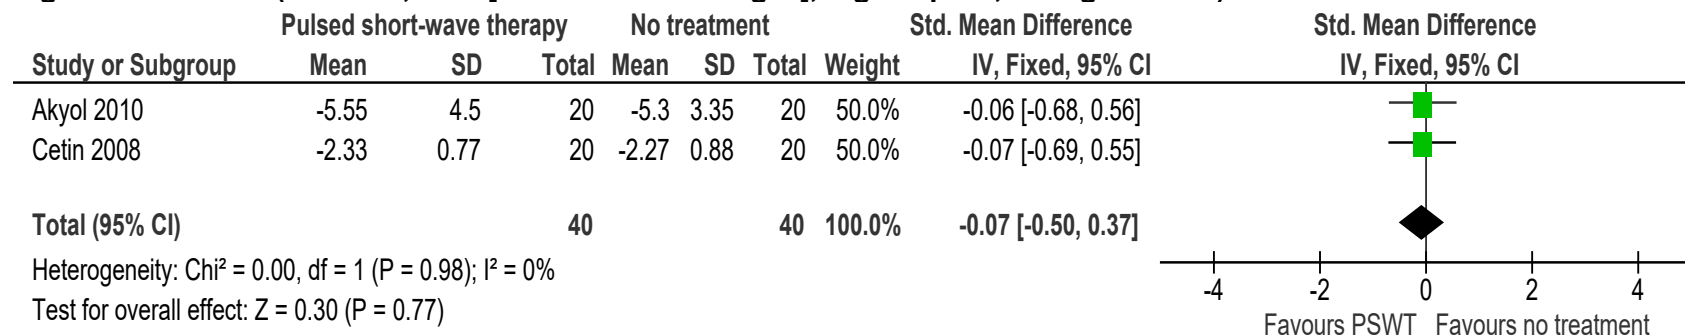 Pulsed short-wave therapy No treatment Std. Mean Difference Std. Mean Difference
Study or Subgroup Mean SD Total Mean SD Total Weight IV, Fixed, 95% CI IV, Fixed, 95% CI
Akyol 2010 -5.55 4.5 20 -5.3 3.35 20 50.0% -0.06 [-0.68, 0.56]
Cetin 2008 -2.33 0.77 20 -2.27 0.88 20 50.0% -0.07 [-0.69, 0.55]
Total (95% CI) 40 40 100.0% -0.07 [-0.50, 0.37]
Heterogeneity: Chi² = 0.00, df = 1 (P = 0.98); I² = 0%
Test for overall effect: Z = 0.30 (P = 0.77)
-4 -2 0 2 4
Favours PSWT Favours no treatment